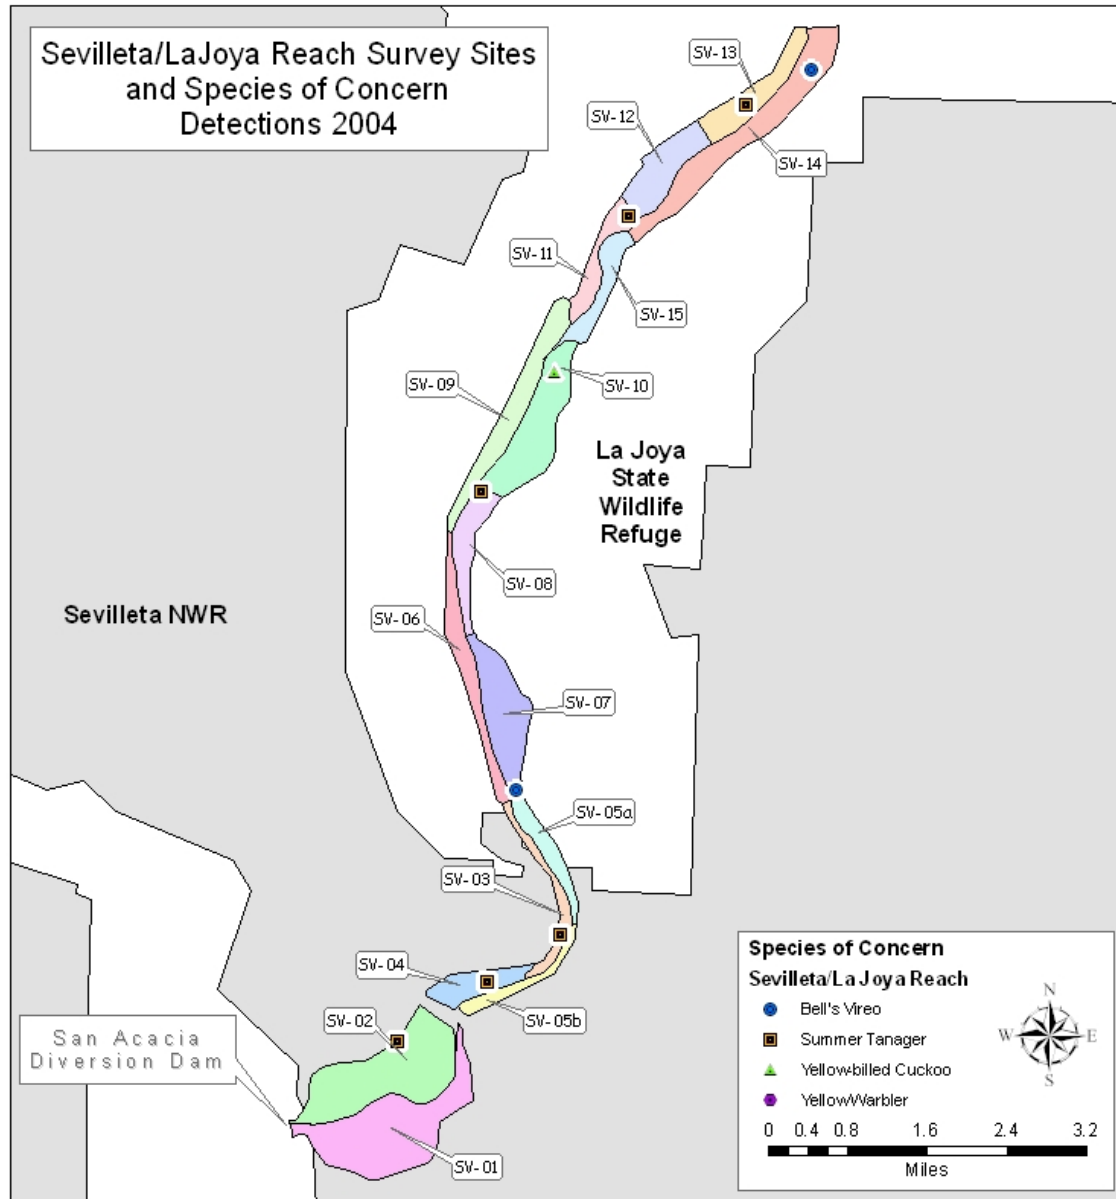 Sevilleta/LaJoya Reach Survey Sites
and Species of Concern
Detections 2004
SV-13
SV-12
SV-14
SV-11
SV-15
SV-09
SV-10
La Joya
State
Wildlife
Refuge
SV-08
Sevilleta NWR
SV-06
SV-07
SV-05a
SV-03
SV-04
SV-02
SV-05b
San Acacia
Diversion Dam
SV-01
Species of Concern
Sevilleta/La Joya Reach
Bell's Vireo
Summer Tanager
Yellow-billed Cuckoo
Yellow Warbler
N
W E
S
0 0.4 0.8 1.6 2.4 3.2
Miles